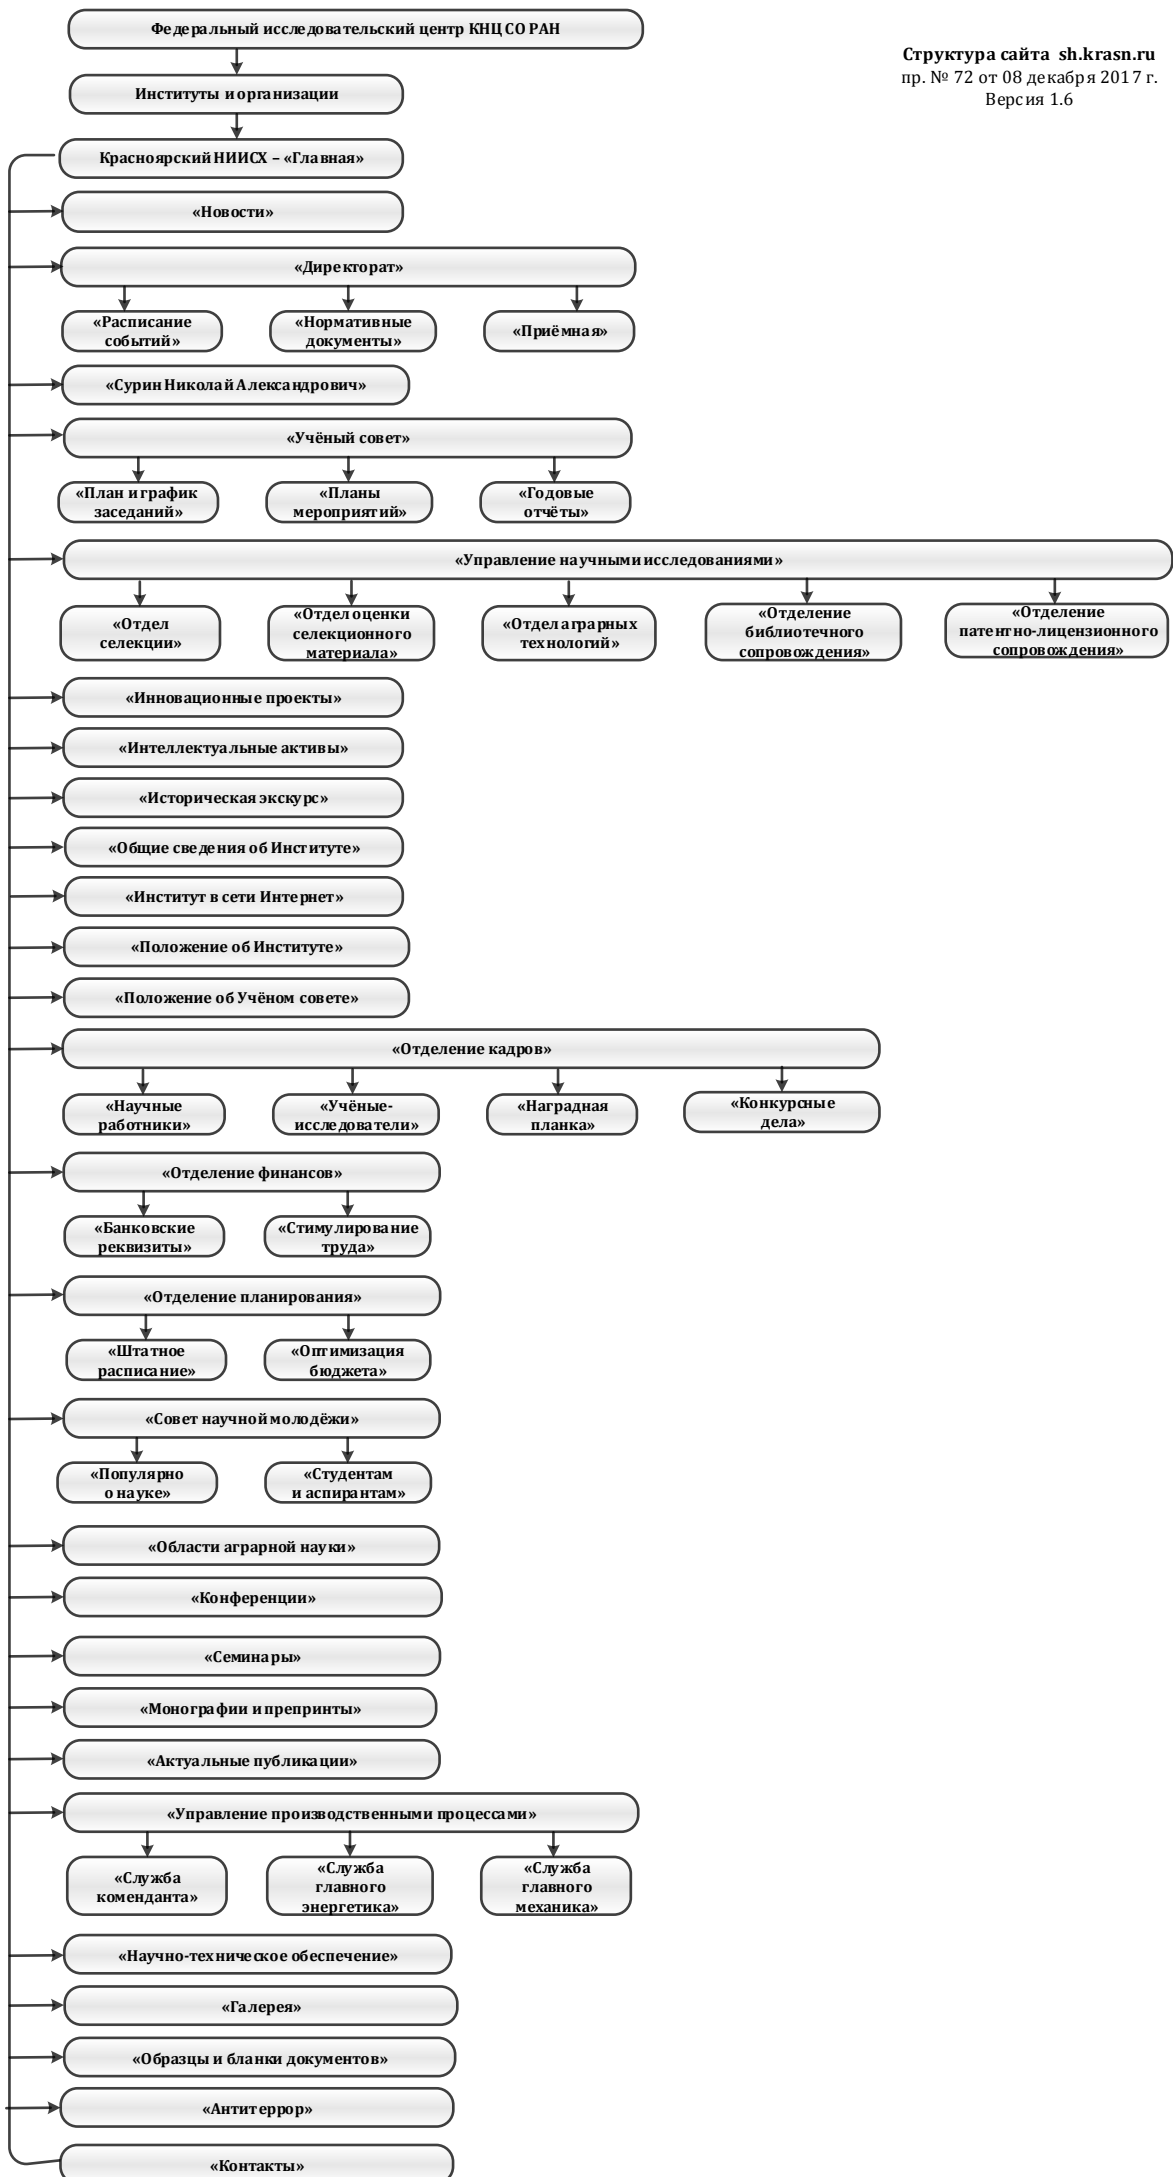 Федеральный исследовательский центр КНЦ СО РАН
Структура сайта sh.krasn.ru
пр. № 72 от 08 декабря 2017 г.
Версия 1.6
Институты и организации
Красноярский НИИСХ – «Главная»
«Новости»
«Директорат»
«Расписание
событий»
«Нормативные
документы»
«Приёмная»
«Сурин Николай Александрович»
«Учёный совет»
«План и график
заседаний»
«Планы
мероприятий»
«Годовые
отчёты»
«Управление научными исследованиями»
«Отдел
селекции»
«Отдел оценки
селекционного
материала»
«Отдел аграрных
технологий»
«Отделение
библиотечного
сопровождения»
«Отделение
патентно-лицензионного
сопровождения»
«Инновационные проекты»
«Интеллектуальные активы»
«Историческая экскурс»
«Общие сведения об Институте»
«Институт в сети Интернет»
«Положение об Институте»
«Положение об Учёном совете»
«Отделение кадров»
«Научные
работники»
«Учёные-
исследователи»
«Наградная
планка»
«Конкурсные
дела»
«Отделение финансов»
«Банковские
реквизиты»
«Стимулирование
труда»
«Отделение планирования»
«Штатное
расписание»
«Оптимизация
бюджета»
«Совет научной молодёжи»
«Популярно
о науке»
«Студентам
и аспирантам»
«Области аграрной науки»
«Конференции»
«Семинары»
«Монографии и препринты»
«Актуальные публикации»
«Управление производственными процессами»
«Служба
коменданта»
«Служба
главного
энергетика»
«Служба
главного
механика»
«Научно-техническое обеспечение»
«Галерея»
«Образцы и бланки документов»
«Антитеррор»
«Контакты»